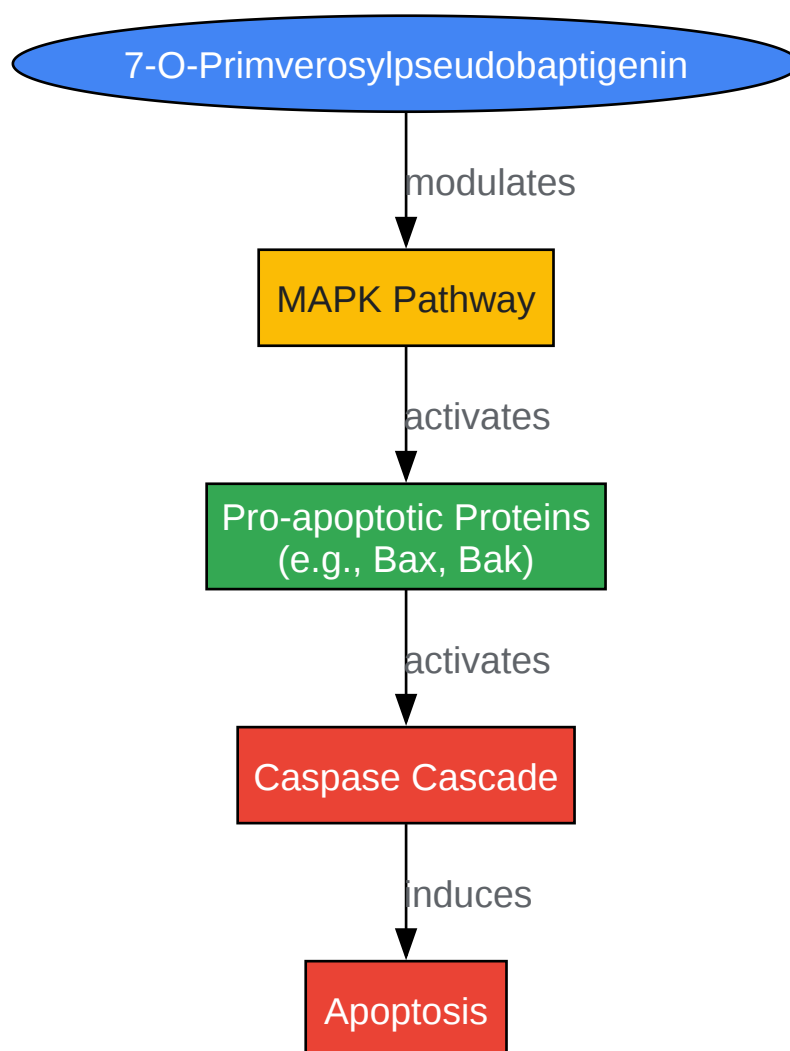 7-O-Primverosylpseudobaptigenin
modulates
MAPK Pathway
activates
Pro-apoptotic Proteins
(e.g., Bax, Bak)
activates
Caspase Cascade
induces
Apoptosis